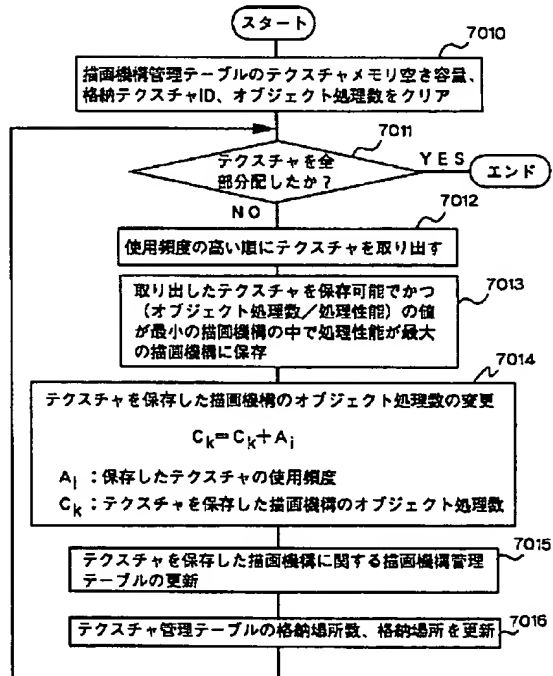 スタート
7010
描画機構管理テーブルのテクスチャメモリ空き容量、
格納テクスチャID、オブジェクト処理数をクリア
7011
テクスチャを全
部分配したか？
YES
エンド
NO
7012
使用頻度の高い順にテクスチャを取り出す
7013
取り出したテクスチャを保存可能でかつ
（オブジェクト処理数／処理性能）の値
が最小の描画機構の中で処理性能が最大
の描画機構に保存
7014
テクスチャを保存した描画機構のオブジェクト処理数の変更
Ck=Ck+Ai
Ai：保存したテクスチャの使用頻度
Ck：テクスチャを保存した描画機構のオブジェクト処理数
7015
テクスチャを保存した描画機構に関する描画機構管理
テーブルの更新
7016
テクスチャ管理テーブルの格納場所数、格納場所を更新